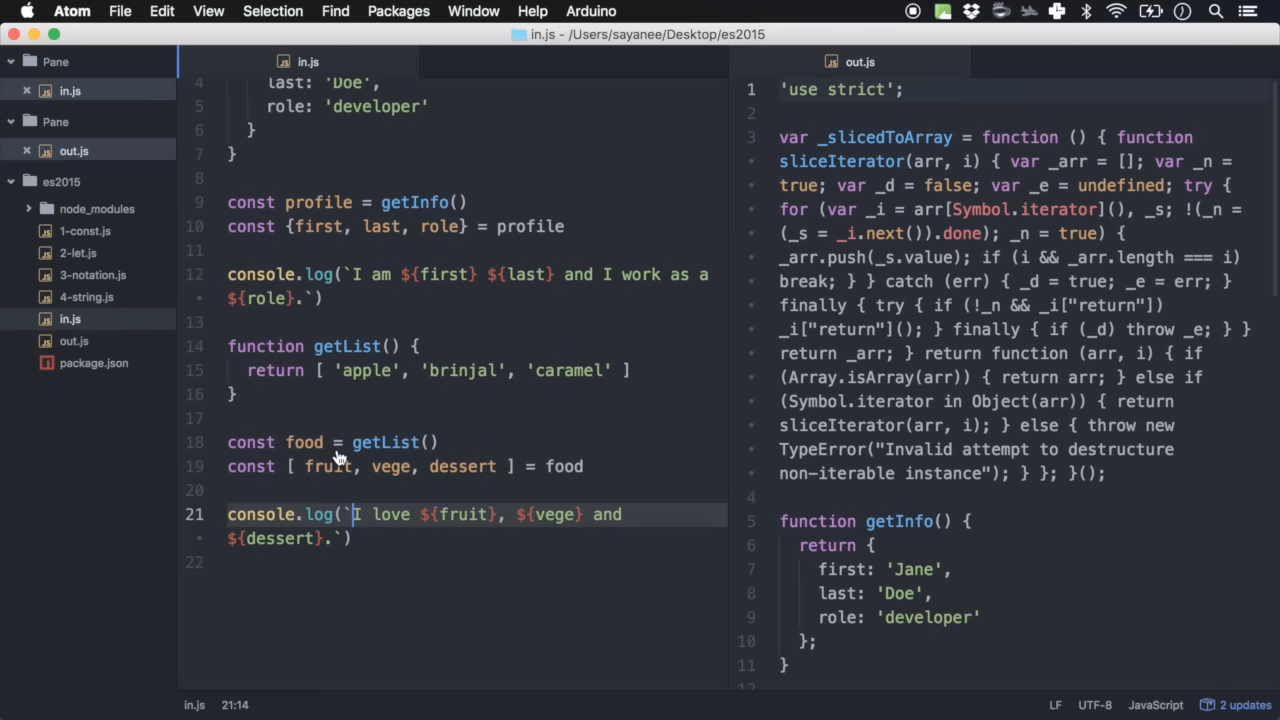 Atom File Edit View Selection Find Packages Window Help Arduino
in.js - /Users/sayanee/Desktop/es2015
Pane
in.js
Pane
out.js
es2015
node_modules
1-const.js
2-let.js
3-notation.js
4-string.js
in.js
out.js
package.json
in.js
4 last: 'Doe',
5 role: 'developer'
6 }
7 }
8
9 const profile = getInfo()
10 const {first, last, role} = profile
11
12 console.log(`I am ${first} ${last} and I work as a
${role}.`)
13
14 function getList() {
15 return [ 'apple', 'brinjal', 'caramel' ]
16 }
17
18 const food = getList()
19 const [ fruit, vege, dessert ] = food
20
21 console.log(`I love ${fruit}, ${vege} and
${dessert}.`)
22
out.js
1 'use strict';
2
3 var _slicedToArray = function () { function
sliceIterator(arr, i) { var _arr = []; var _n =
true; var _d = false; var _e = undefined; try {
for (var _i = arr[Symbol.iterator](), _s; !(_n =
(_s = _i.next()).done); _n = true) {
_arr.push(_s.value); if (i && _arr.length === i)
break; } } catch (err) { _d = true; _e = err; }
finally { try { if (!_n && _i["return"])
_i["return"](); } finally { if (_d) throw _e; } }
return _arr; } return function (arr, i) { if
(Array.isArray(arr)) { return arr; } else if
(Symbol.iterator in Object(arr)) { return
sliceIterator(arr, i); } else { throw new
TypeError("Invalid attempt to destructure
non-iterable instance"); } }; }();
4
5 function getInfo() {
6 return {
7 first: 'Jane',
8 last: 'Doe',
9 role: 'developer'
10 };
11 }
in.js 21:14
LF UTF-8 JavaScript 2 updates